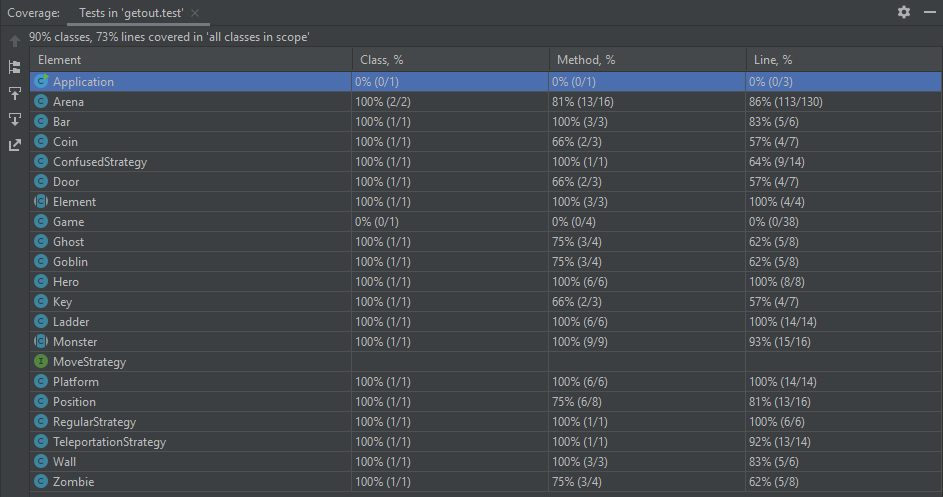 Coverage: Tests in 'getout.test' ×
90% classes, 73% lines covered in 'all classes in scope'
Element Class, % Method, % Line, %
C Application 0% (0/1) 0% (0/1) 0% (0/3)
C Arena 100% (2/2) 81% (13/16) 86% (113/130)
C Bar 100% (1/1) 100% (3/3) 83% (5/6)
C Coin 100% (1/1) 66% (2/3) 57% (4/7)
C ConfusedStrategy 100% (1/1) 100% (1/1) 64% (9/14)
C Door 100% (1/1) 66% (2/3) 57% (4/7)
C Element 100% (1/1) 100% (3/3) 100% (4/4)
C Game 0% (0/1) 0% (0/4) 0% (0/38)
C Ghost 100% (1/1) 75% (3/4) 62% (5/8)
C Goblin 100% (1/1) 75% (3/4) 62% (5/8)
C Hero 100% (1/1) 100% (6/6) 100% (8/8)
C Key 100% (1/1) 66% (2/3) 57% (4/7)
C Ladder 100% (1/1) 100% (6/6) 100% (14/14)
C Monster 100% (1/1) 100% (9/9) 93% (15/16)
I MoveStrategy
C Platform 100% (1/1) 100% (6/6) 100% (14/14)
C Position 100% (1/1) 75% (6/8) 81% (13/16)
C RegularStrategy 100% (1/1) 100% (1/1) 100% (6/6)
C TeleportationStrategy 100% (1/1) 100% (1/1) 92% (13/14)
C Wall 100% (1/1) 100% (3/3) 83% (5/6)
C Zombie 100% (1/1) 75% (3/4) 62% (5/8)